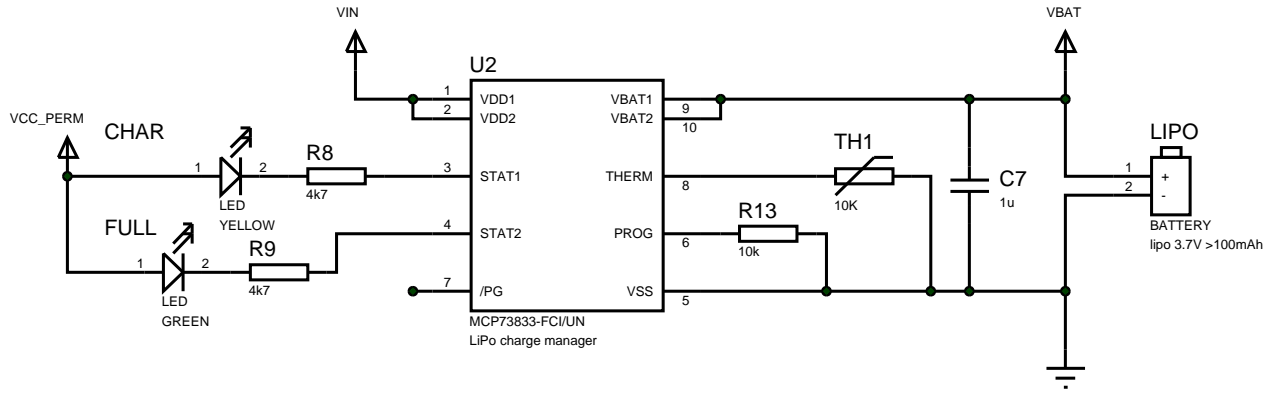 VIN
VBAT
U2
1 VDD1 VBAT1 9
2 VDD2 VBAT2 10
VCC_PERM
CHAR
LIPO
TH1
R8
1 2
3 STAT1 THERM 8
1 +
2 -
4k7
LED
YELLOW
10K
C7
1u
FULL
R13
4 STAT2 PROG 6
BATTERY
lipo 3.7V >100mAh
R9
10k
1 2
4k7
LED
GREEN
7 /PG VSS 5
MCP73833-FCI/UN
LiPo charge manager